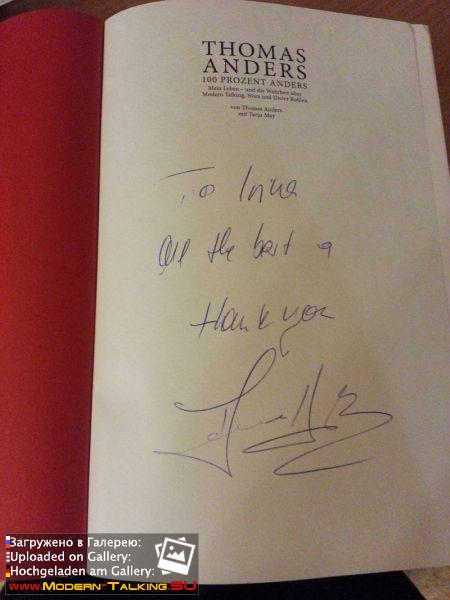 THOMAS
ANDERS
100 PROZENT ANDERS
Mein Leben – und die Wahrheit über
Modern Talking, Nora und Dieter Bohlen
von Thomas Anders
mit Tanja May
To Irina
all the best &
Thank you
Загружено в Галерею:
Uploaded on Gallery:
Hochgeladen am Gallery:
www.Modern-Talking.SU